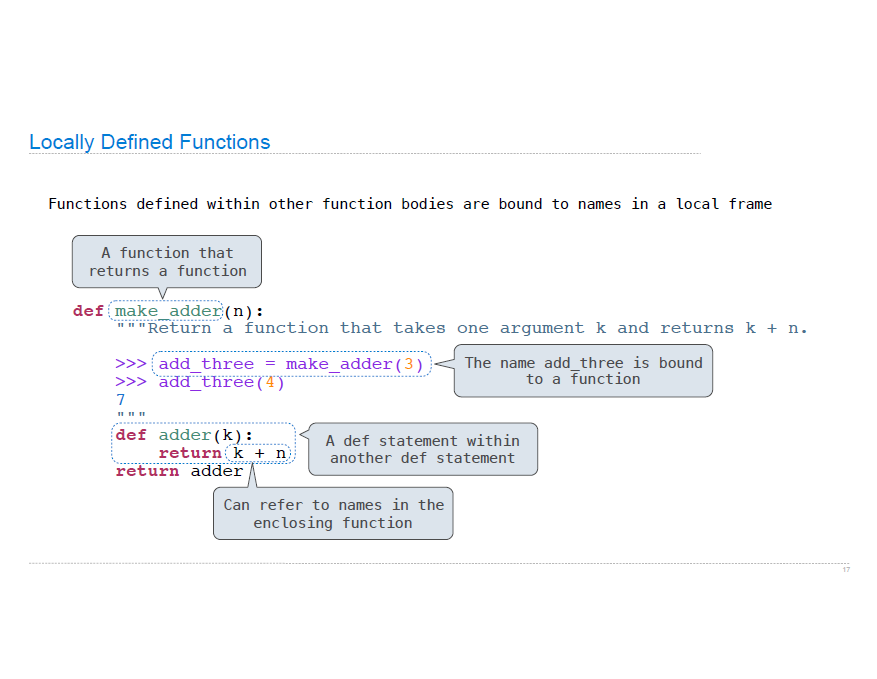 Locally Defined Functions
Functions defined within other function bodies are bound to names in a local frame
A function that
returns a function
def make_adder(n):
"""Return a function that takes one argument k and returns k + n.
>>> add_three = make_adder(3)
The name add_three is bound
to a function
>>> add_three(4)
7
"""
def adder(k):
return k + n
A def statement within
another def statement
return adder
Can refer to names in the
enclosing function
17